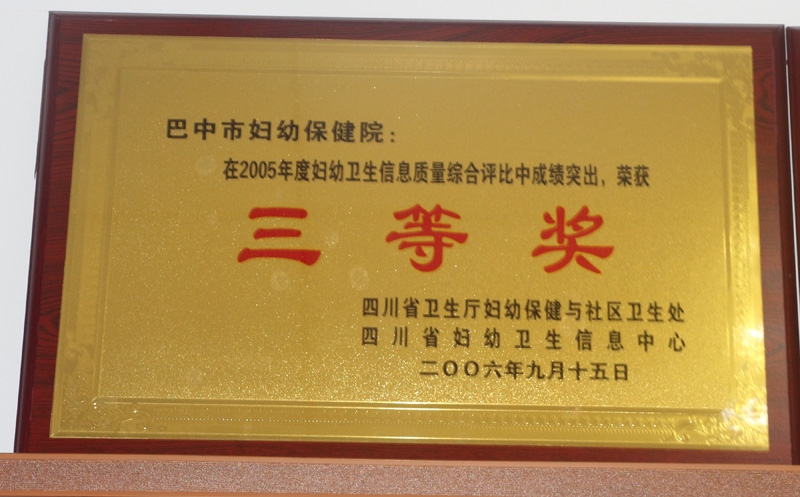 巴中市妇幼保健院：
在2005年度妇幼卫生信息质量综合评比中成绩突出，荣获
三等奖
四川省卫生厅妇幼保健与社区卫生处
四川省妇幼卫生信息中心
二〇〇六年九月十五日